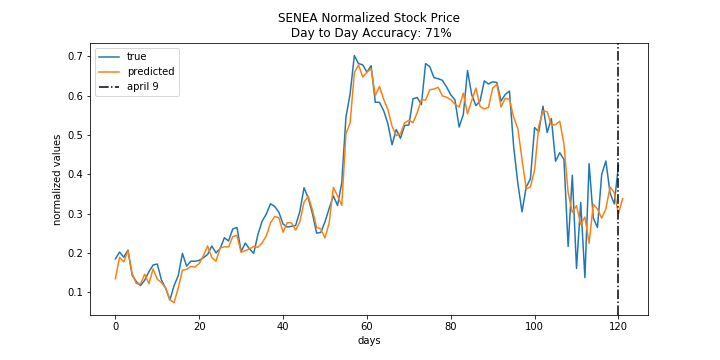 SENEA Normalized Stock Price
Day to Day Accuracy: 71%
true
predicted
april 9
normalized values
0.7
0.6
0.5
0.4
0.3
0.2
0.1
0 20 40 60 80 100 120
days